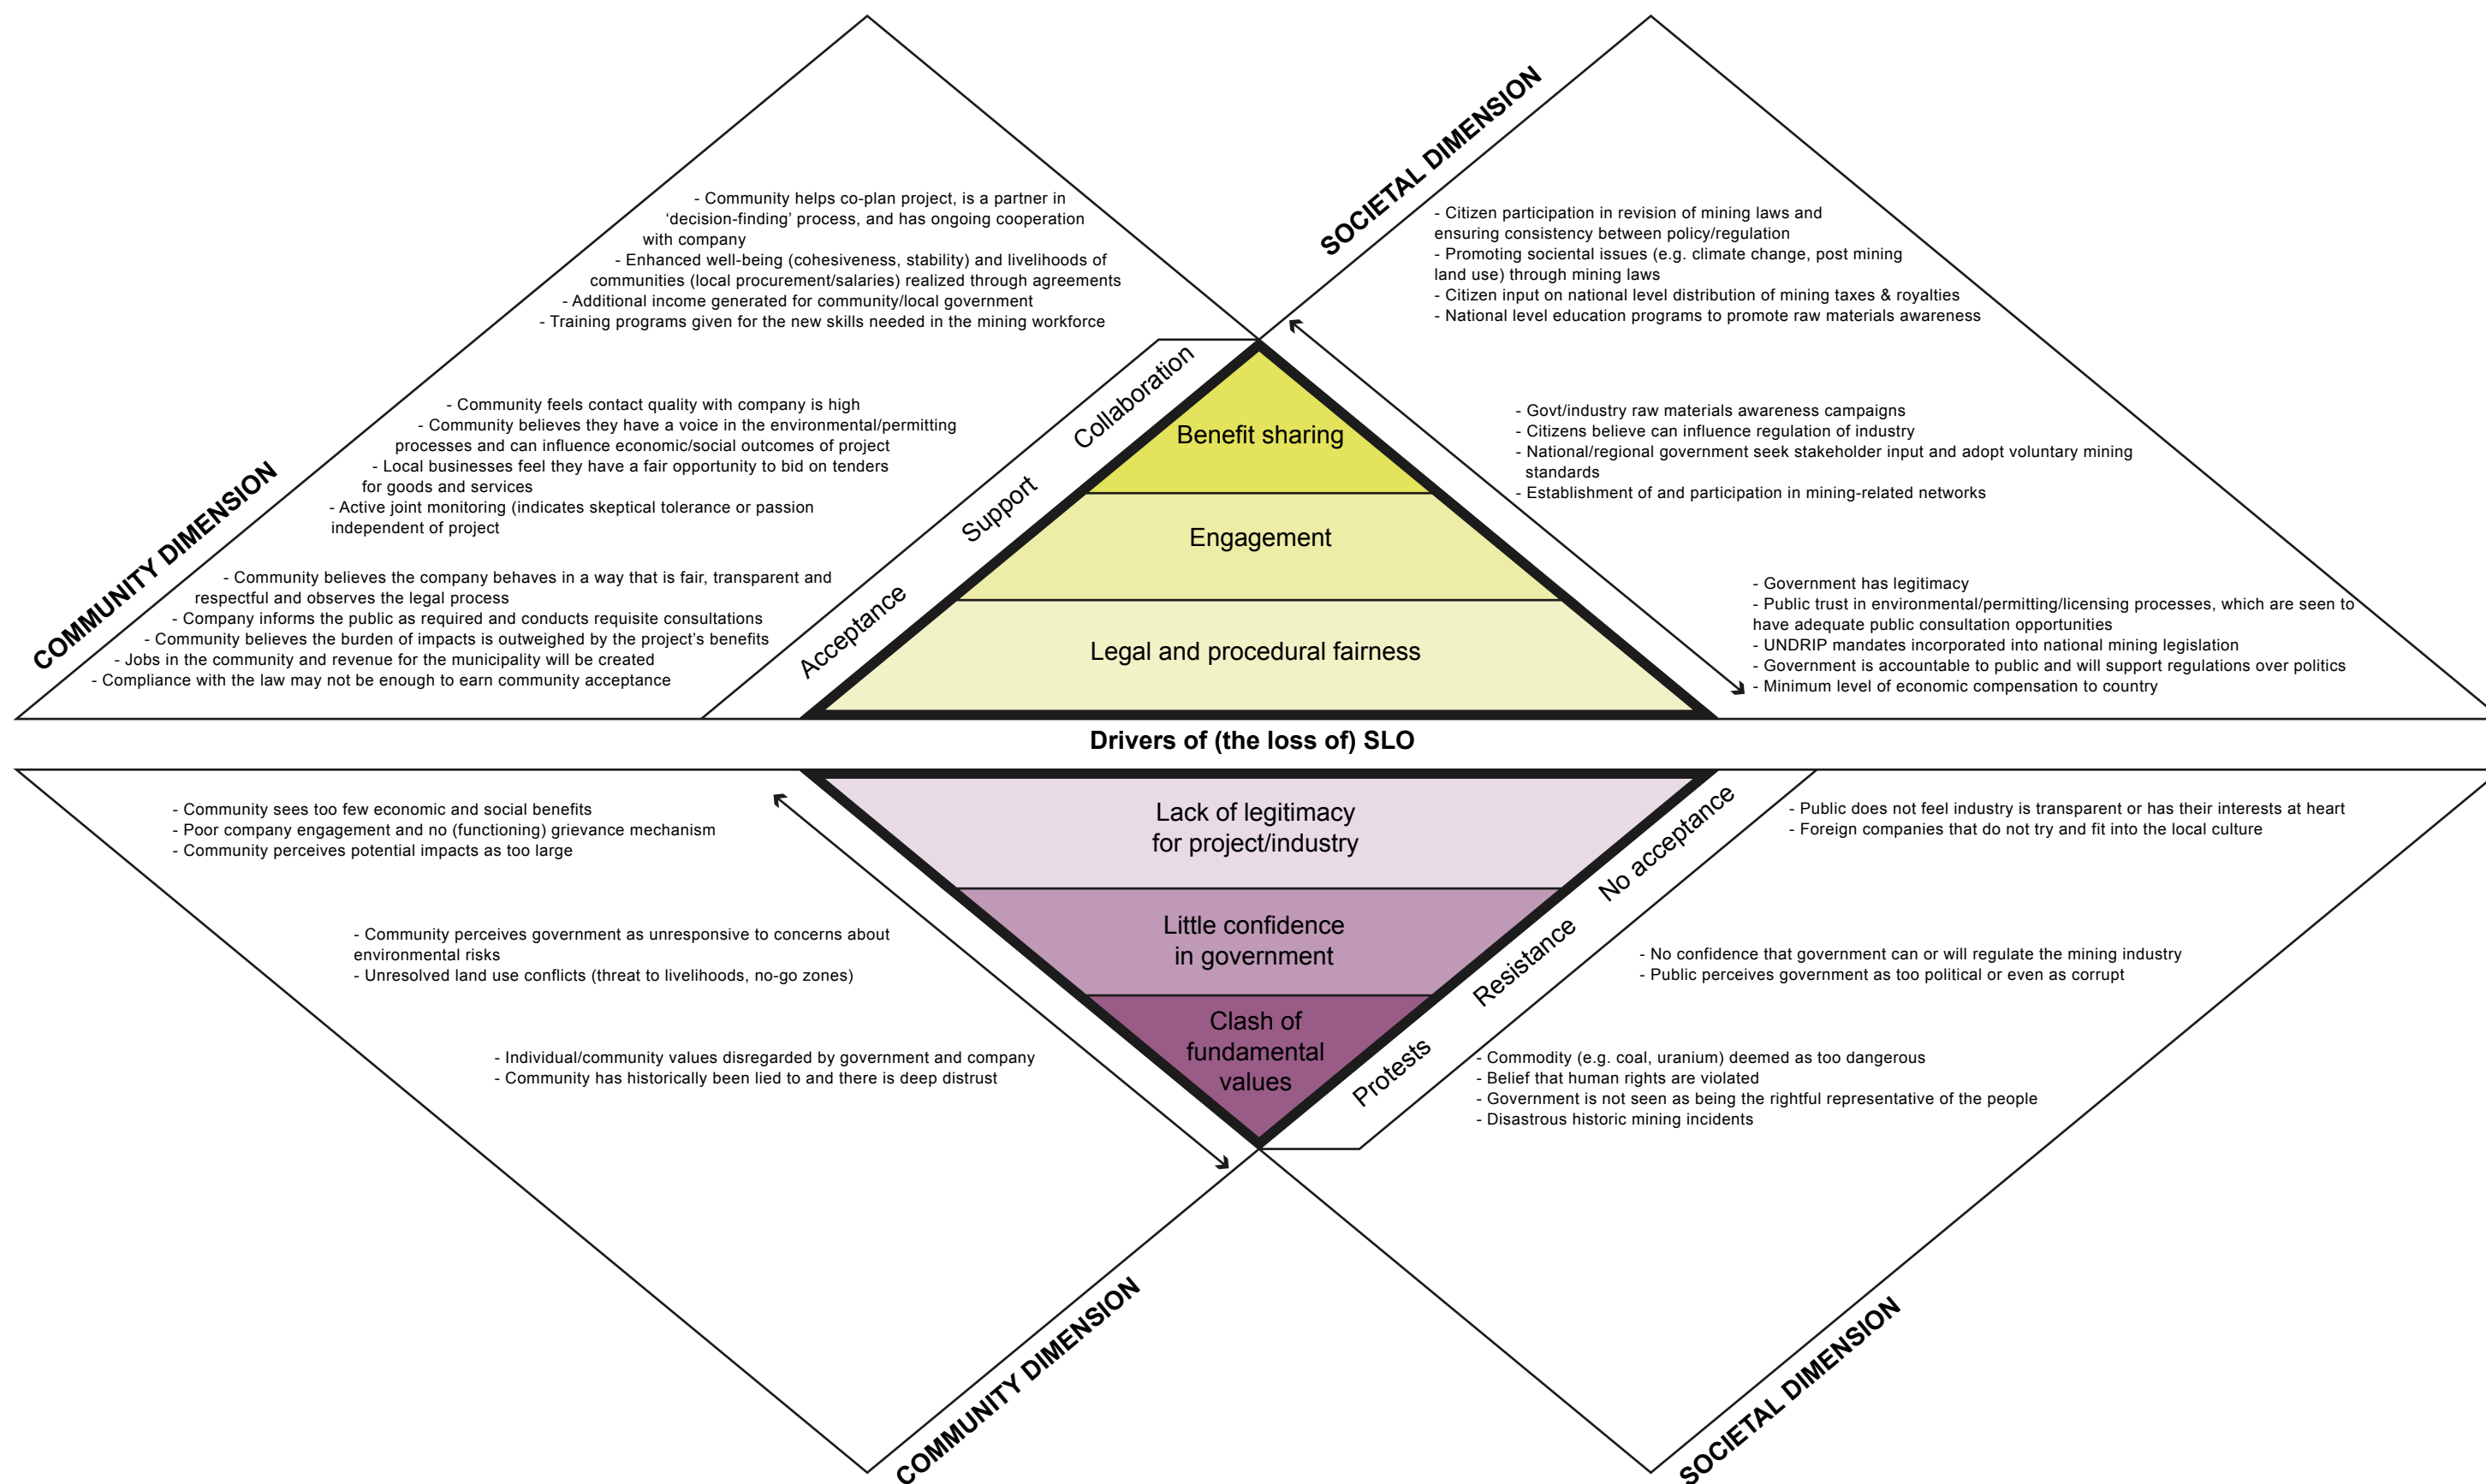 COMMUNITY DIMENSION
- Community helps co-plan project, is a partner in
‘decision-finding’ process, and has ongoing cooperation
with company
- Enhanced well-being (cohesiveness, stability) and livelihoods of
communities (local procurement/salaries) realized through agreements
- Additional income generated for community/local government
- Training programs given for the new skills needed in the mining workforce
- Community feels contact quality with company is high
- Community believes they have a voice in the environmental/permitting
processes and can influence economic/social outcomes of project
- Local businesses feel they have a fair opportunity to bid on tenders
for goods and services
- Active joint monitoring (indicates skeptical tolerance or passion
independent of project
- Community believes the company behaves in a way that is fair, transparent and
respectful and observes the legal process
- Company informs the public as required and conducts requisite consultations
- Community believes the burden of impacts is outweighed by the project’s benefits
- Jobs in the community and revenue for the municipality will be created
- Compliance with the law may not be enough to earn community acceptance
Collaboration
Support
Acceptance
Benefit sharing
Engagement
Legal and procedural fairness
SOCIETAL DIMENSION
- Citizen participation in revision of mining laws and
ensuring consistency between policy/regulation
- Promoting sociental issues (e.g. climate change, post mining
land use) through mining laws
- Citizen input on national level distribution of mining taxes & royalties
- National level education programs to promote raw materials awareness
- Govt/industry raw materials awareness campaigns
- Citizens believe can influence regulation of industry
- National/regional government seek stakeholder input and adopt voluntary mining
standards
- Establishment of and participation in mining-related networks
- Government has legitimacy
- Public trust in environmental/permitting/licensing processes, which are seen to
have adequate public consultation opportunities
- UNDRIP mandates incorporated into national mining legislation
- Government is accountable to public and will support regulations over politics
- Minimum level of economic compensation to country
Drivers of (the loss of) SLO
- Community sees too few economic and social benefits
- Poor company engagement and no (functioning) grievance mechanism
- Community perceives potential impacts as too large
- Community perceives government as unresponsive to concerns about
environmental risks
- Unresolved land use conflicts (threat to livelihoods, no-go zones)
- Individual/community values disregarded by government and company
- Community has historically been lied to and there is deep distrust
COMMUNITY DIMENSION
Lack of legitimacy
for project/industry
Little confidence
in government
Clash of
fundamental
values
No acceptance
Resistance
Protests
- Public does not feel industry is transparent or has their interests at heart
- Foreign companies that do not try and fit into the local culture
- No confidence that government can or will regulate the mining industry
- Public perceives government as too political or even as corrupt
- Commodity (e.g. coal, uranium) deemed as too dangerous
- Belief that human rights are violated
- Government is not seen as being the rightful representative of the people
- Disastrous historic mining incidents
SOCIETAL DIMENSION